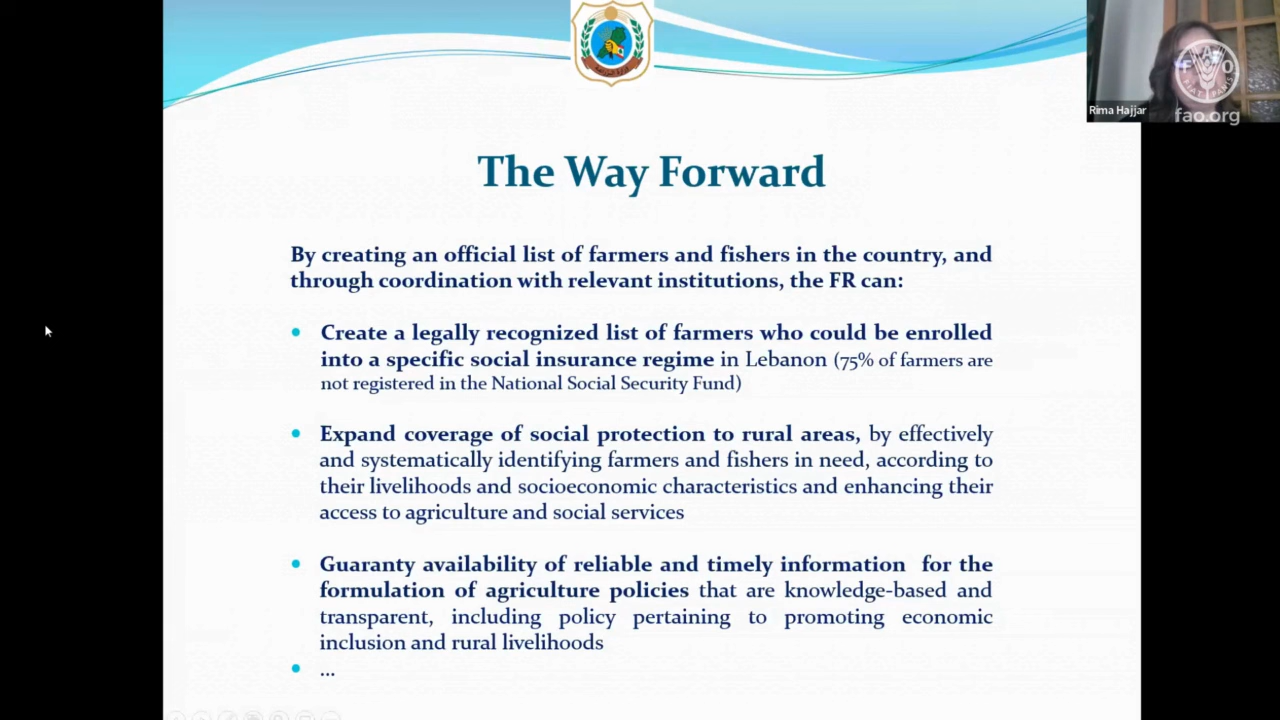 Rima Hajjar
FAO
FIAT PANIS
fao.org
The Way Forward
By creating an official list of farmers and fishers in the country, and
through coordination with relevant institutions, the FR can:
• Create a legally recognized list of farmers who could be enrolled
into a specific social insurance regime in Lebanon (75% of farmers are
not registered in the National Social Security Fund)
• Expand coverage of social protection to rural areas, by effectively
and systematically identifying farmers and fishers in need, according to
their livelihoods and socioeconomic characteristics and enhancing their
access to agriculture and social services
• Guaranty availability of reliable and timely information for the
formulation of agriculture policies that are knowledge-based and
transparent, including policy pertaining to promoting economic
inclusion and rural livelihoods
• ...